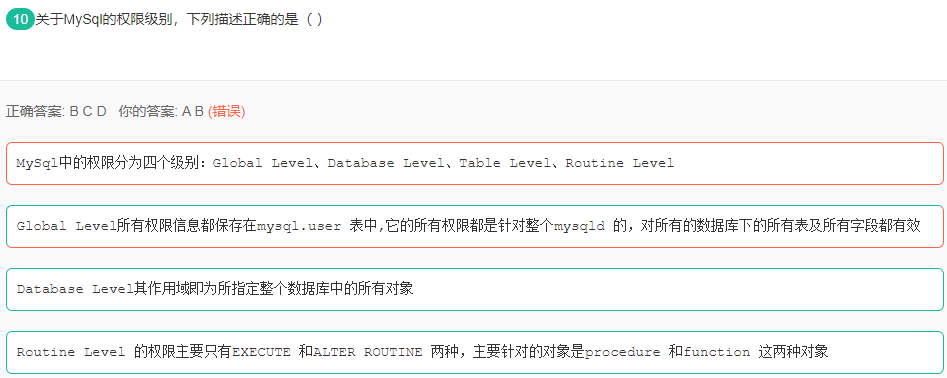 10 关于MySql的权限级别，下列描述正确的是（ ）
正确答案: B C D 你的答案: A B (错误)
MySql中的权限分为四个级别：Global Level、Database Level、Table Level、Routine Level
Global Level所有权限信息都保存在mysql.user 表中,它的所有权限都是针对整个mysqld 的，对所有的数据库下的所有表及所有字段都有效
Database Level其作用域即为所指定整个数据库中的所有对象
Routine Level 的权限主要只有EXECUTE 和ALTER ROUTINE 两种，主要针对的对象是procedure 和function 这两种对象